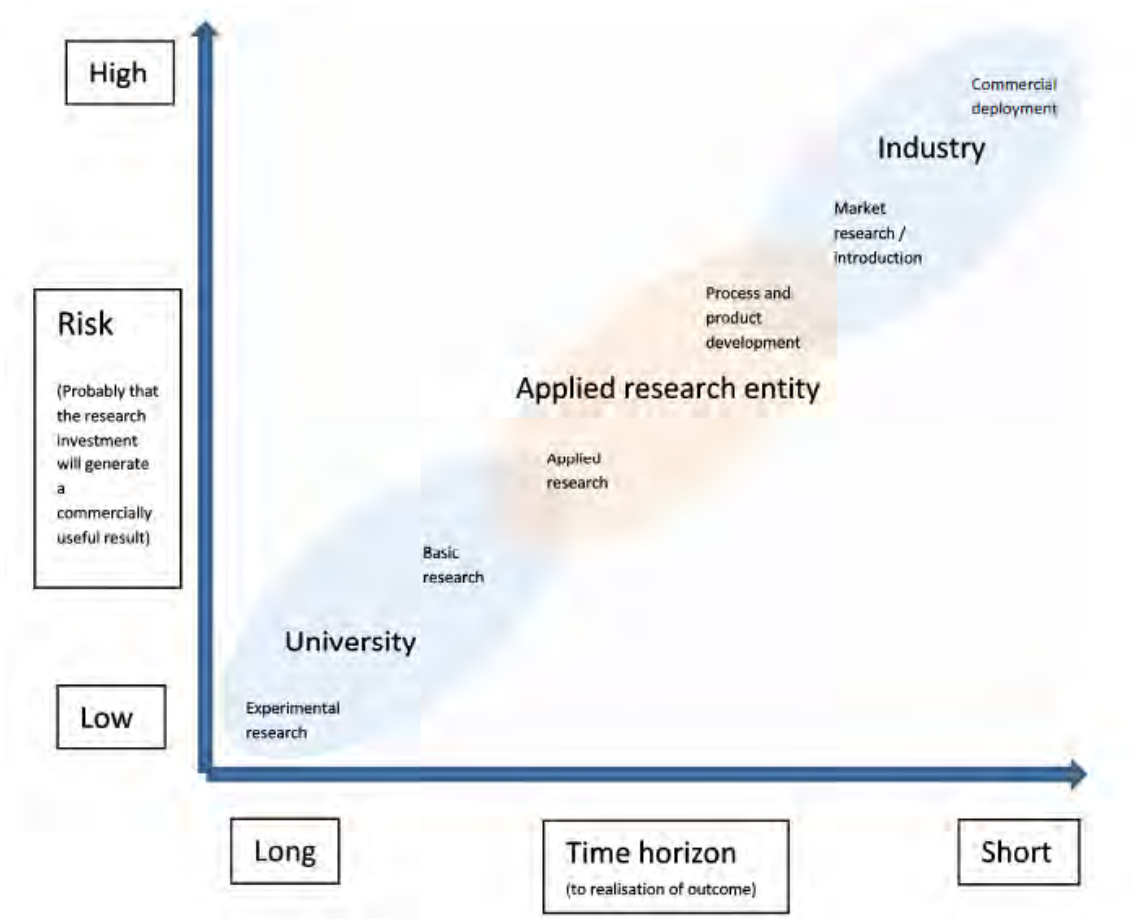 High
Commercial
deployment
Industry
Market
research /
introduction
Risk
(Probably that
the research
investment
will generate
a
commercially
useful result)
Process and
product
development
Applied research entity
Applied
research
Basic
research
University
Low
Experimental
research
Long
Time horizon
(to realisation of outcome)
Short